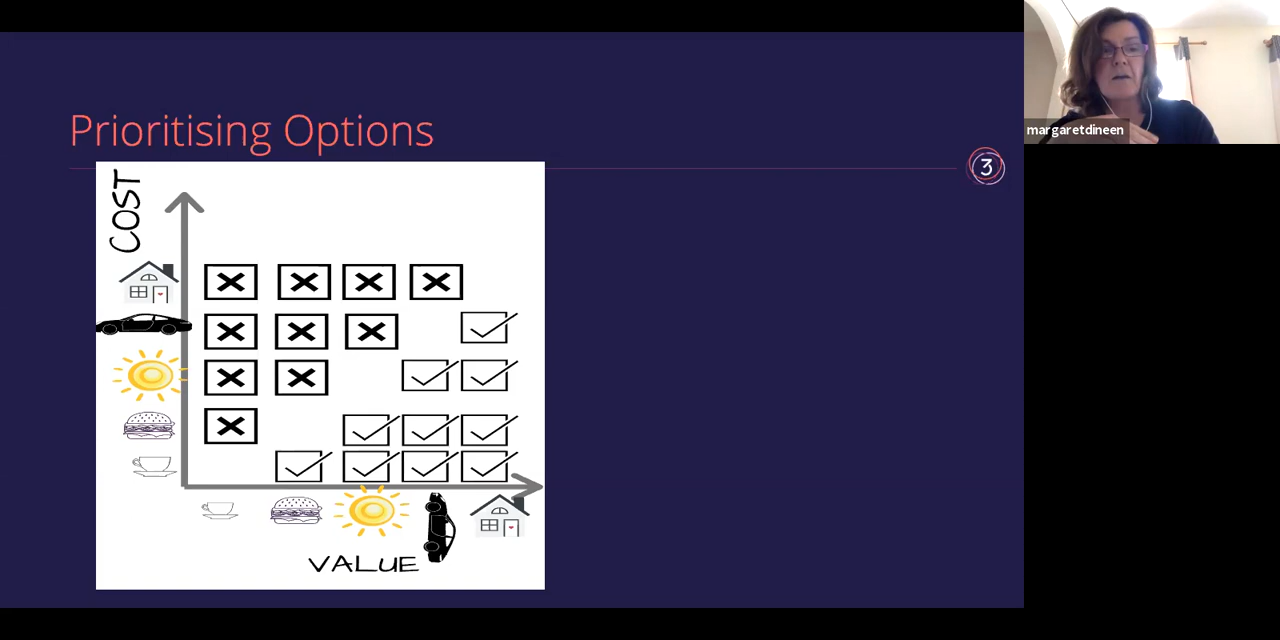 Prioritising Options
3
COST
VALUE
margaretdineen